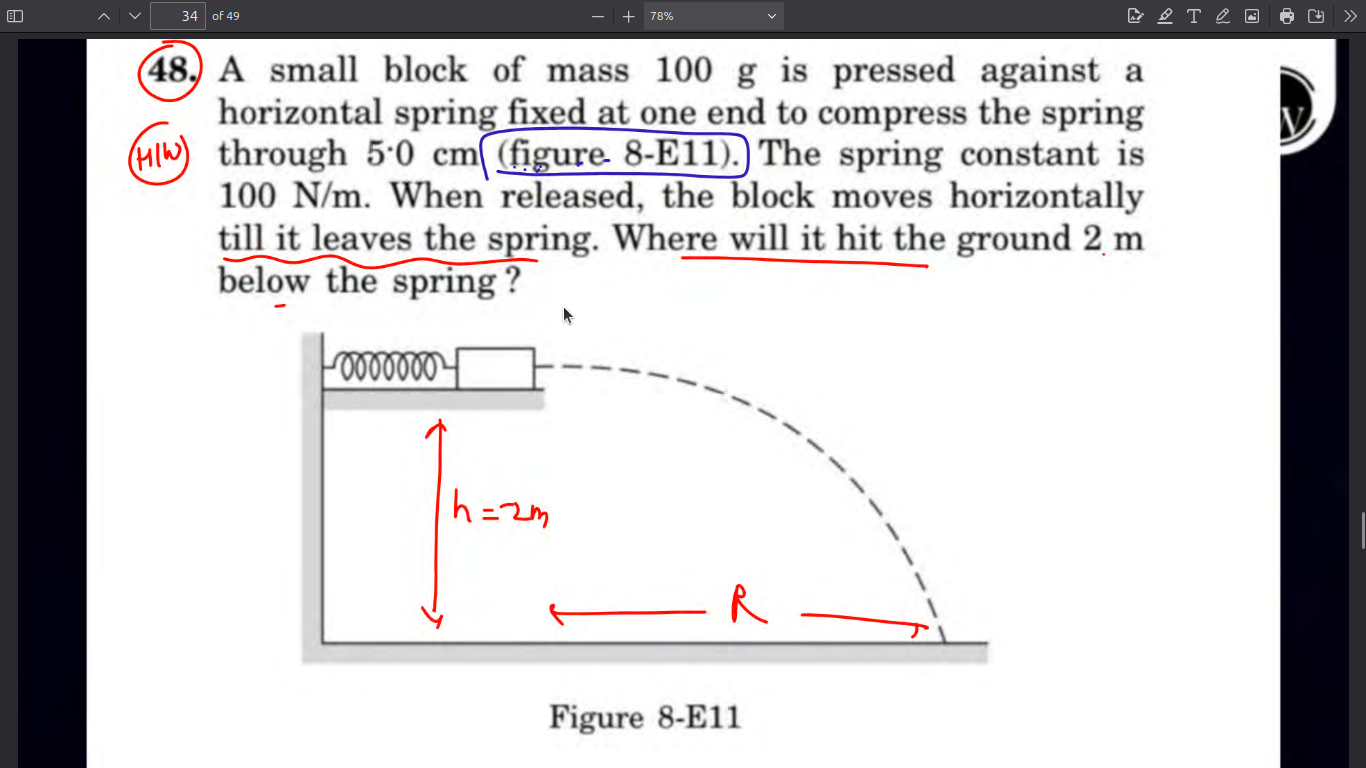 34 of 49
78%
48. A small block of mass 100 g is pressed against a
horizontal spring fixed at one end to compress the spring
H/W
through 5·0 cm (figure 8-E11). The spring constant is
100 N/m. When released, the block moves horizontally
till it leaves the spring. Where will it hit the ground 2 m
below the spring ?
h = 2m
R
Figure 8-E11